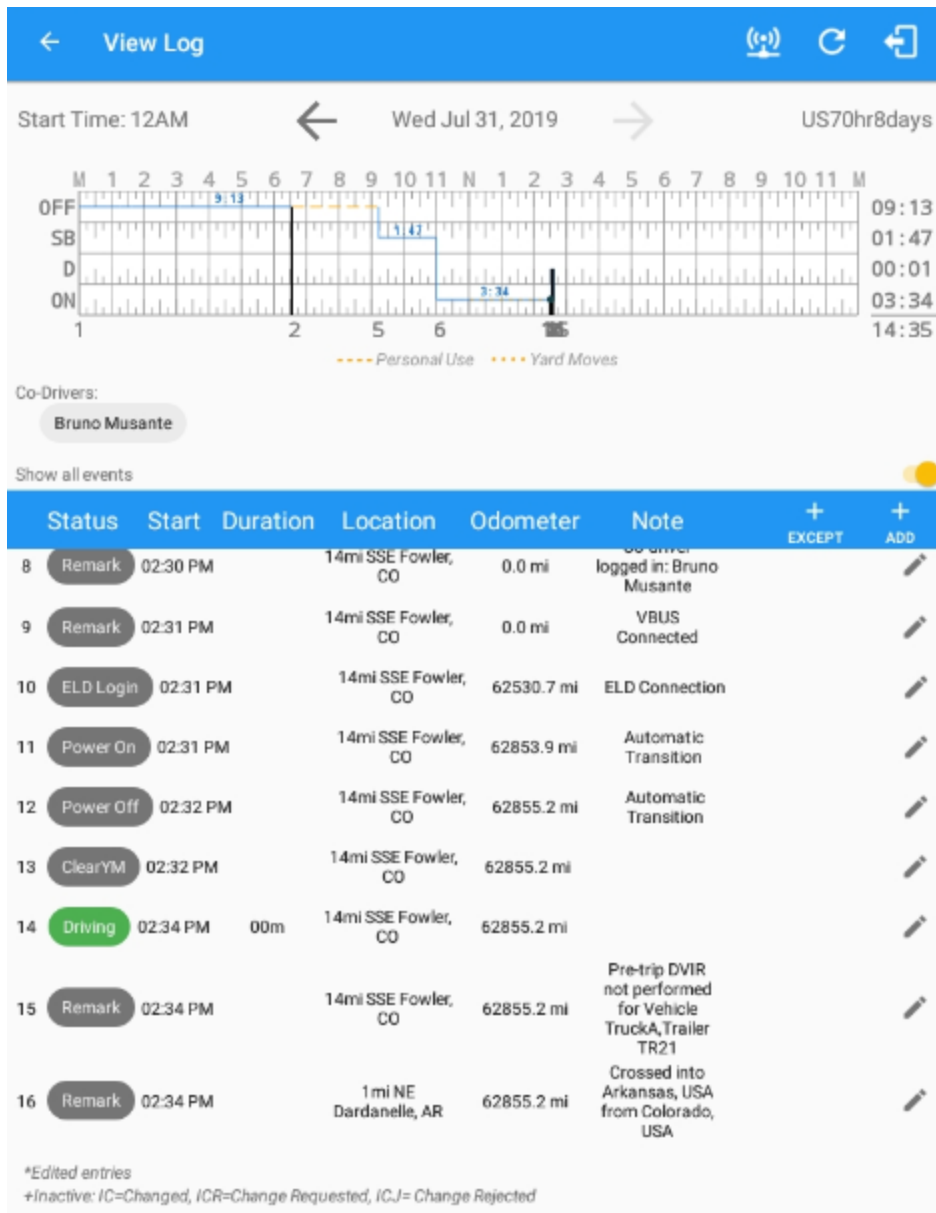 View Log
Start Time: 12AM
Wed Jul 31, 2019
US70hr8days
M 1 2 3 4 5 6 7 8 9 10 11 N 1 2 3 4 5 6 7 8 9 10 11 M
OFF 9:13 09:13
SB 1:47 01:47
D 00:01
ON 3:34 03:34
1 2 5 6 14:35
Personal Use Yard Moves
Co-Drivers:
Bruno Musante
Show all events
Status Start Duration Location Odometer Note + EXCEPT + ADD
8 Remark 02:30 PM 14mi SSE Fowler, CO 0.0 mi logged in: Bruno Musante
9 Remark 02:31 PM 14mi SSE Fowler, CO 0.0 mi VBUS Connected
10 ELD Login 02:31 PM 14mi SSE Fowler, CO 62530.7 mi ELD Connection
11 Power On 02:31 PM 14mi SSE Fowler, CO 62853.9 mi Automatic Transition
12 Power Off 02:32 PM 14mi SSE Fowler, CO 62855.2 mi Automatic Transition
13 ClearYM 02:32 PM 14mi SSE Fowler, CO 62855.2 mi
14 Driving 02:34 PM 00m 14mi SSE Fowler, CO 62855.2 mi
15 Remark 02:34 PM 14mi SSE Fowler, CO 62855.2 mi Pre-trip DVIR not performed for Vehicle TruckA,Trailer TR21
16 Remark 02:34 PM 1mi NE Dardanelle, AR 62855.2 mi Crossed into Arkansas, USA from Colorado, USA
*Edited entries
+Inactive: IC=Changed, ICR=Change Requested, ICJ= Change Rejected